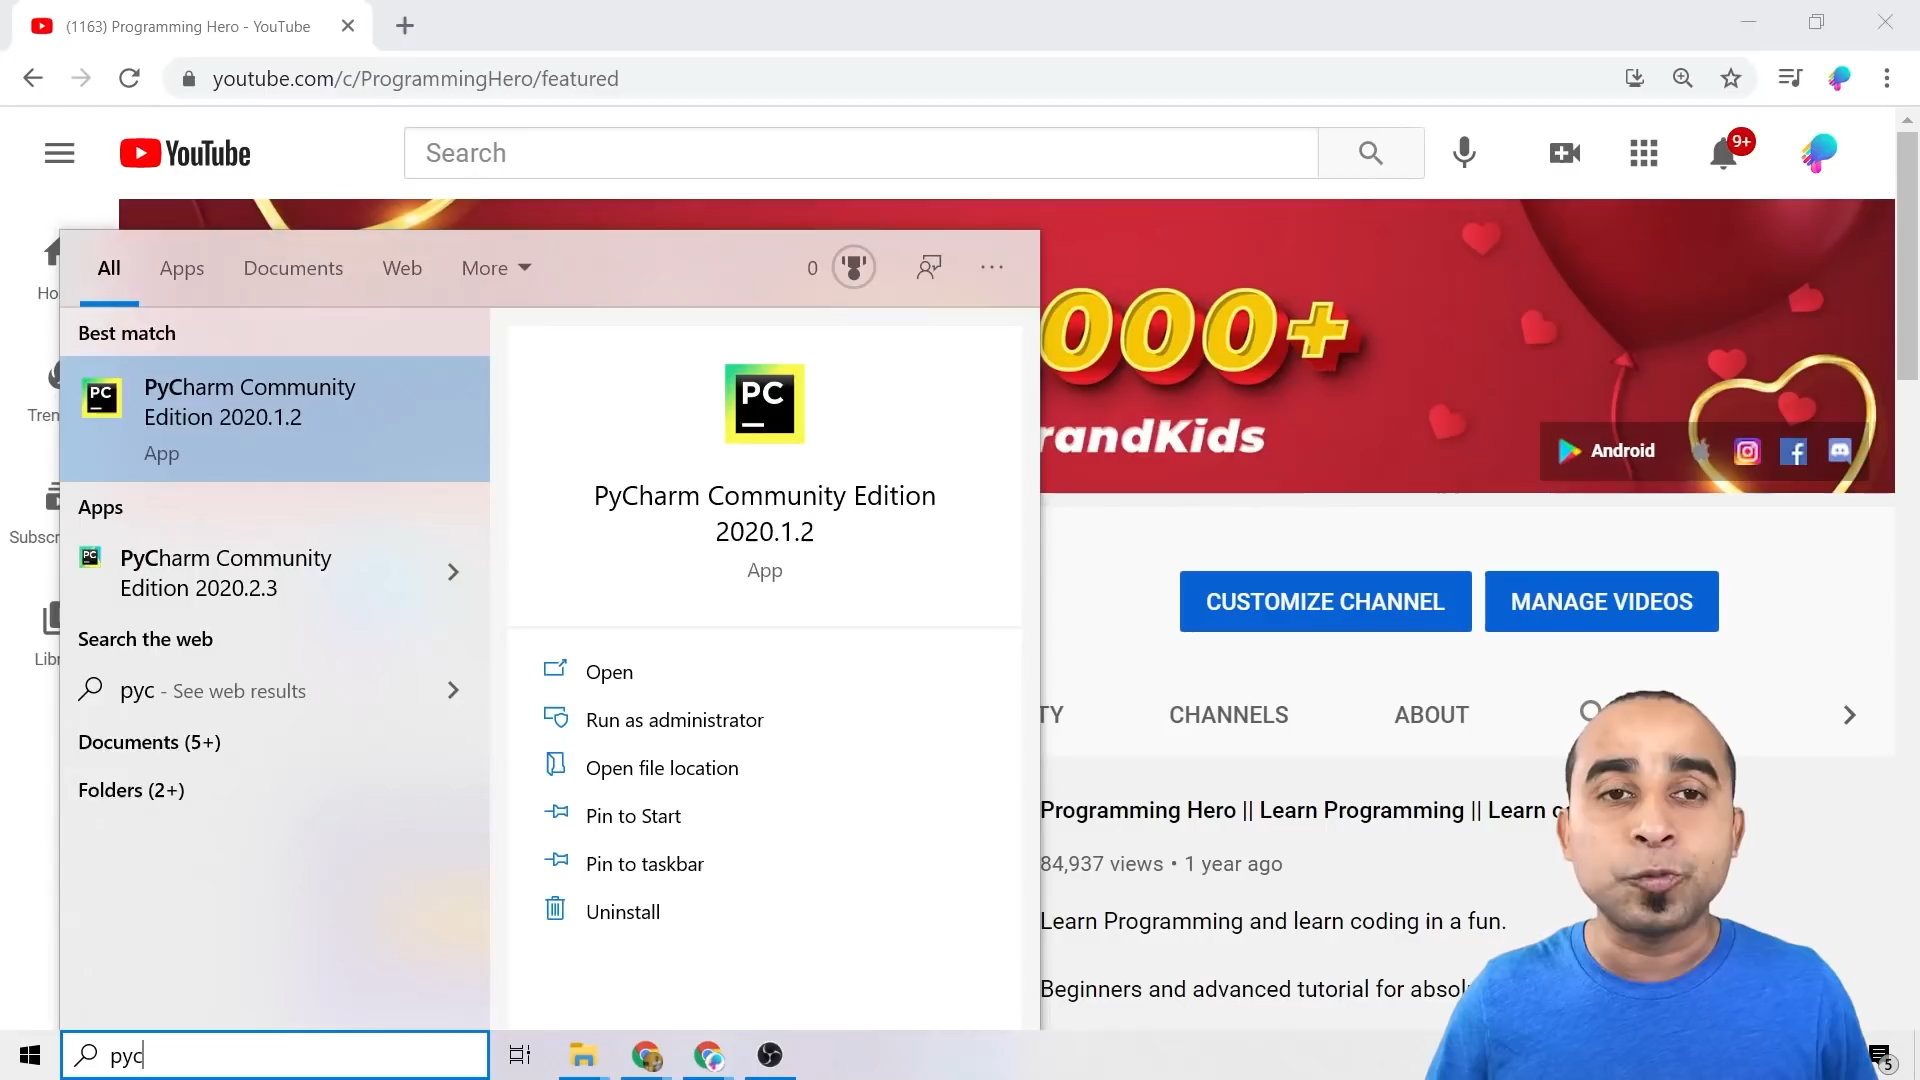 (1163) Programming Hero - YouTube
youtube.com/c/ProgrammingHero/featured
YouTube
Search
9+
000+
randKids
Android
Ho
Tren
Subscr
Libr
All Apps Documents Web More 0
Best match
PyCharm Community
Edition 2020.1.2
App
Apps
PyCharm Community
Edition 2020.2.3
Search the web
pyc - See web results
Documents (5+)
Folders (2+)
PC
PyCharm Community Edition
2020.1.2
App
Open
Run as administrator
Open file location
Pin to Start
Pin to taskbar
Uninstall
CUSTOMIZE CHANNEL MANAGE VIDEOS
TY CHANNELS ABOUT
Programming Hero || Learn Programming || Learn c
84,937 views • 1 year ago
Learn Programming and learn coding in a fun.
Beginners and advanced tutorial for absol
pyc
5